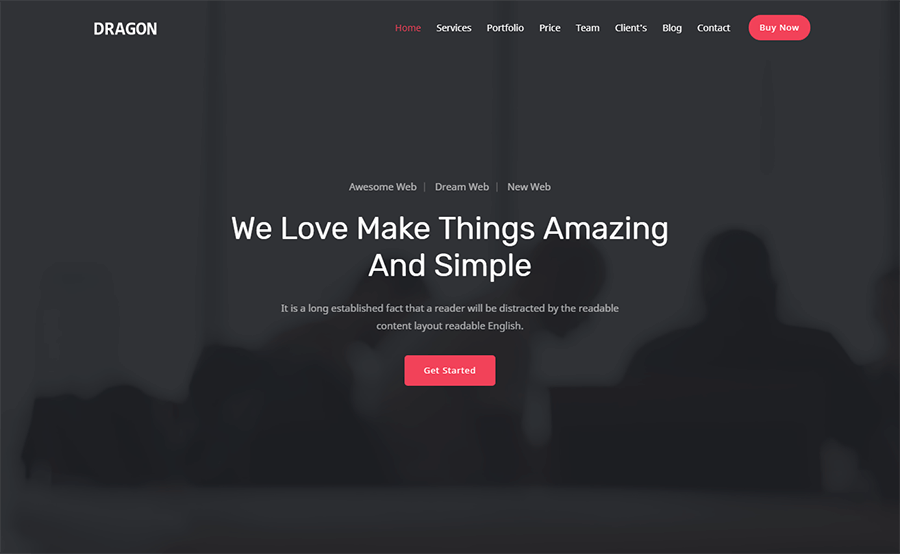 DRAGON Home Services Portfolio Price Team Client's Blog Contact Buy Now
Awesome Web | Dream Web | New Web
We Love Make Things Amazing
And Simple
It is a long established fact that a reader will be distracted by the readable
content layout readable English.
Get Started